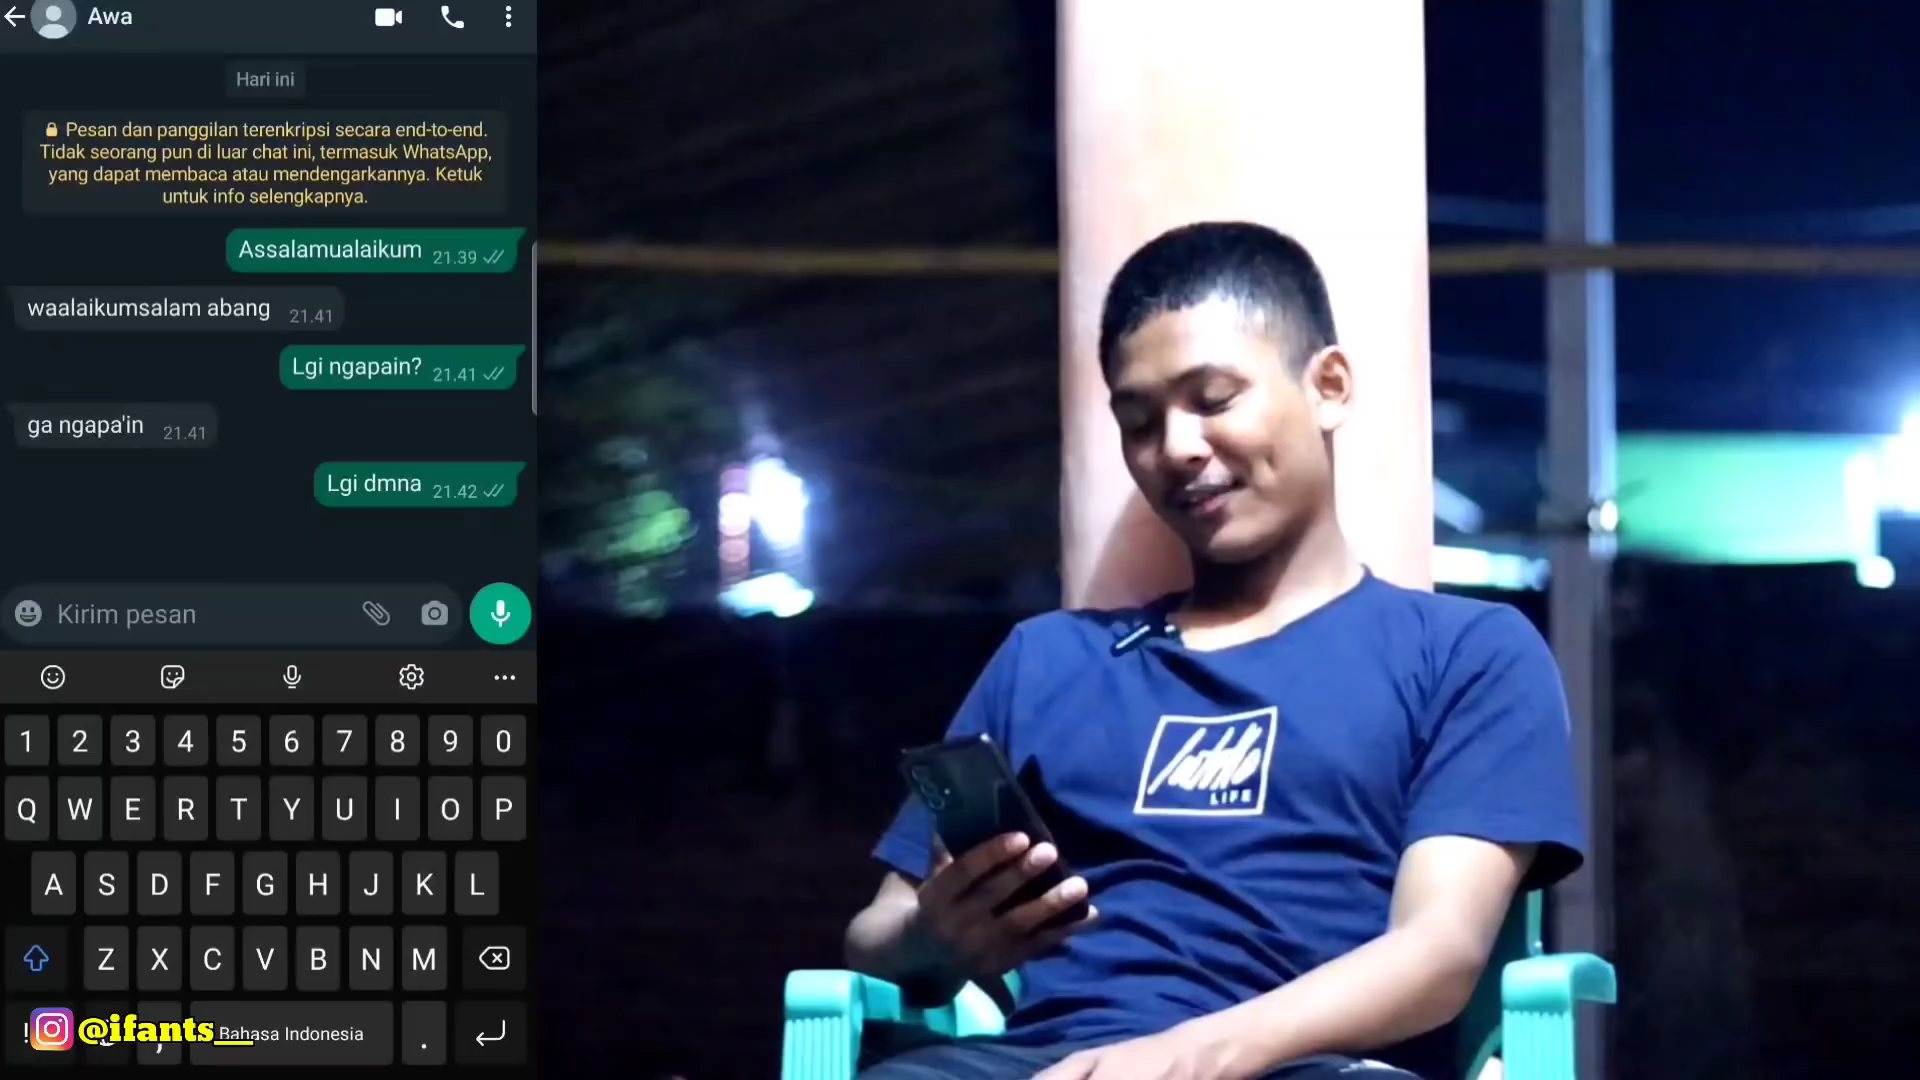 Awa
Hari ini
Pesan dan panggilan terenkripsi secara end-to-end.
Tidak seorang pun di luar chat ini, termasuk WhatsApp,
yang dapat membaca atau mendengarkannya. Ketuk
untuk info selengkapnya.
Assalamualaikum 21.39
waalaikumsalam abang 21.41
Lgi ngapain? 21.41
ga ngapa'in 21.41
Lgi dmna 21.42
Kirim pesan
1 2 3 4 5 6 7 8 9 0
Q W E R T Y U I O P
A S D F G H J K L
Z X C V B N M
@ifants__
Bahasa Indonesia
.
LIFE